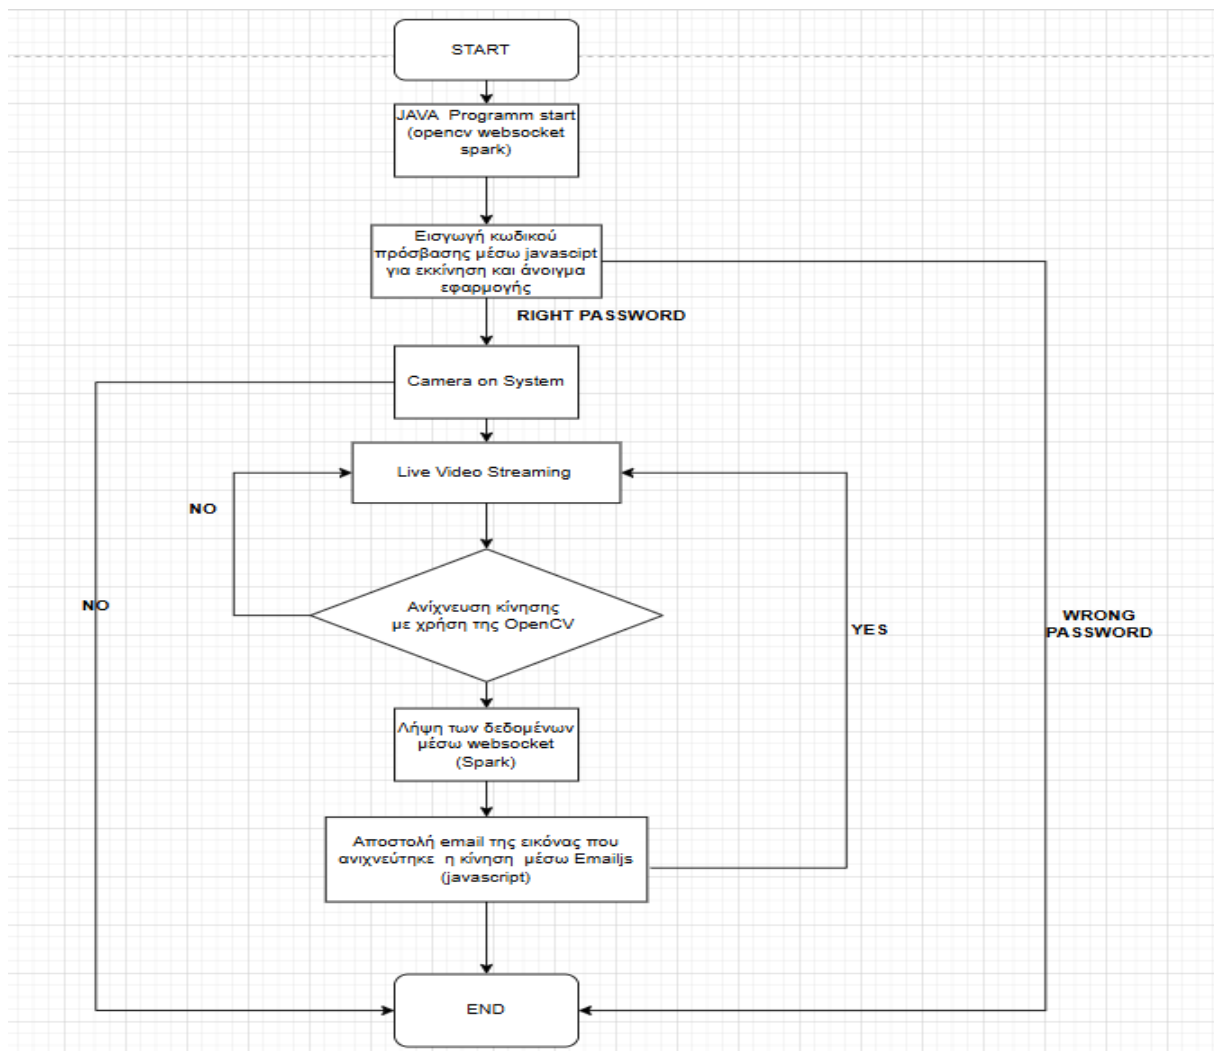 START
JAVA Programm start
(opencv websocket
spark)
Εισγωγή κωδικού
πρόσβασης μέσω javascipt
για εκκίνηση και άνοιγμα
εφαρμογής
RIGHT PASSWORD
Camera on System
Live Video Streaming
NO
Ανίχνευση κίνησης
με χρήση της OpenCV
NO
YES
WRONG
PASSWORD
Λήψη των δεδομένων
μέσω websocket
(Spark)
Αποστολή email της εικόνας που
ανιχνεύτηκε η κίνηση μέσω Emailjs
(javascript)
END